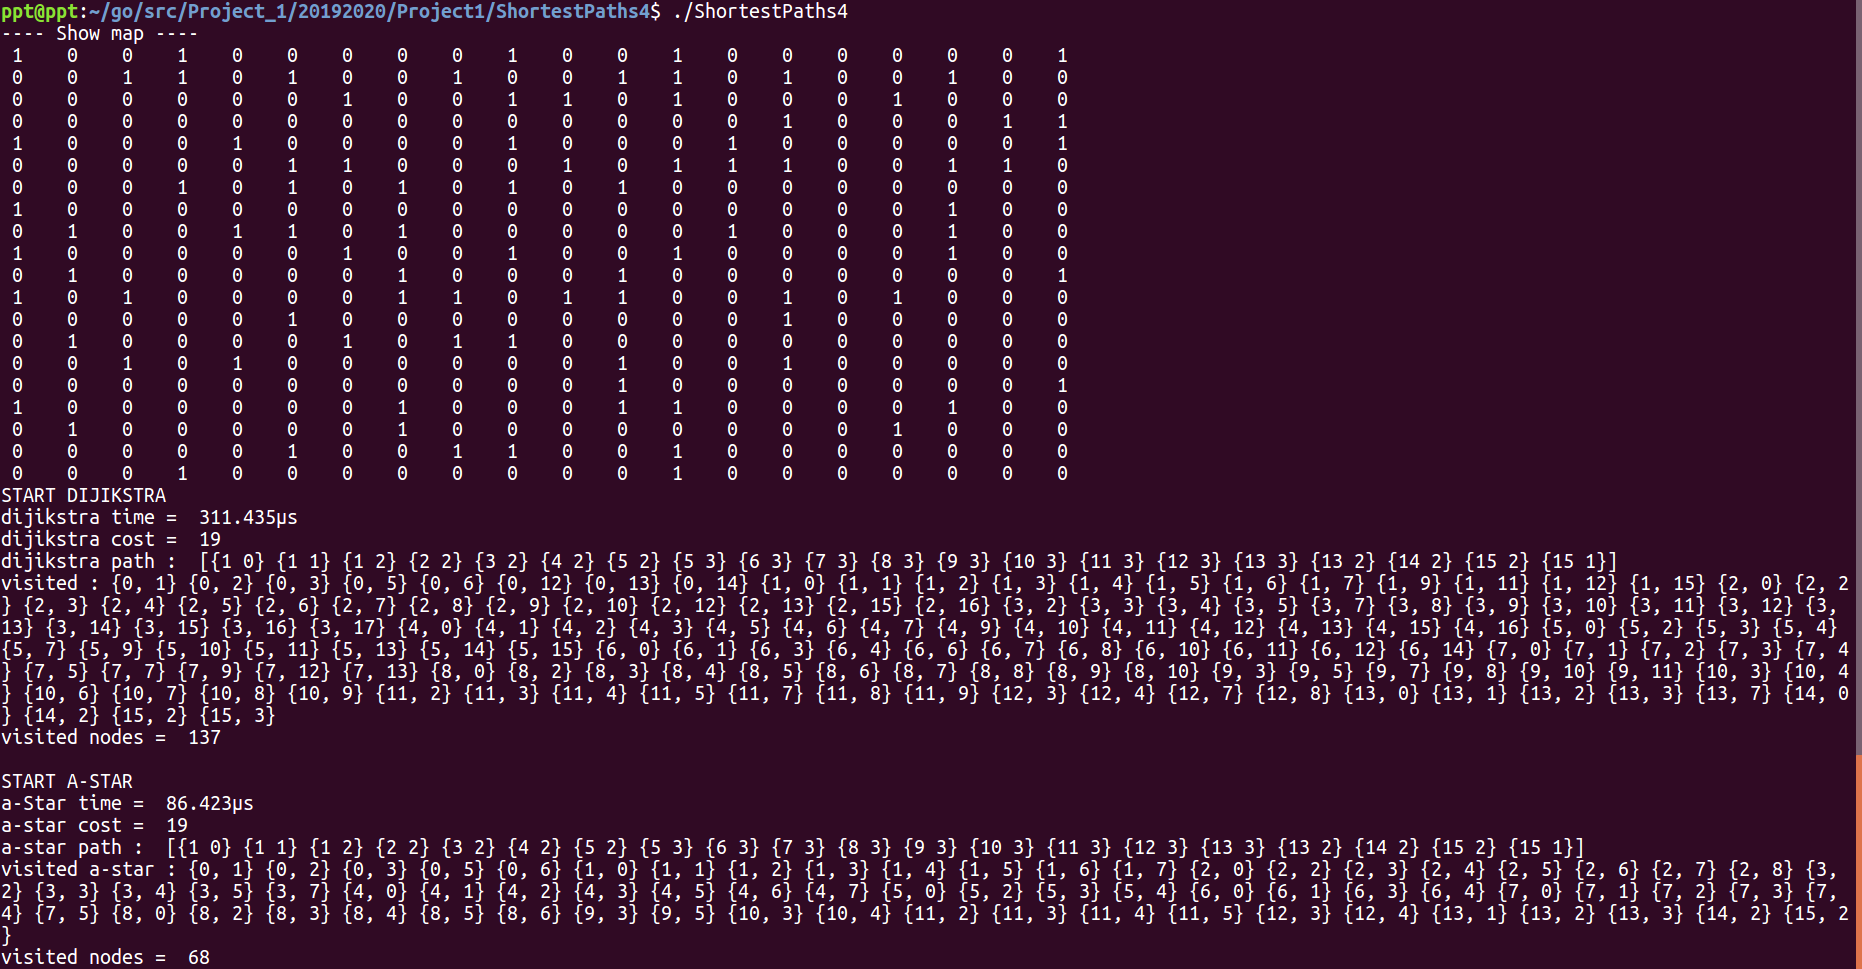 ppt@ppt:~/go/src/Project_1/20192020/Project1/ShortestPaths4$ ./ShortestPaths4
---- Show map ----
1 0 0 1 0 0 0 0 0 1 0 0 1 0 0 0 0 0 0 1
0 0 1 1 0 1 0 0 1 0 0 1 1 0 1 0 0 1 0 0
0 0 0 0 0 0 1 0 0 1 1 0 1 0 0 0 1 0 0 0
0 0 0 0 0 0 0 0 0 0 0 0 0 0 1 0 0 0 1 1
1 0 0 0 1 0 0 0 0 1 0 0 0 1 0 0 0 0 0 1
0 0 0 0 0 1 1 0 0 0 1 0 1 1 1 0 0 1 1 0
0 0 0 1 0 1 0 1 0 1 0 1 0 0 0 0 0 0 0 0
1 0 0 0 0 0 0 0 0 0 0 0 0 0 0 0 0 1 0 0
0 1 0 0 1 1 0 1 0 0 0 0 0 1 0 0 0 1 0 0
1 0 0 0 0 0 1 0 0 1 0 0 1 0 0 0 0 1 0 0
0 1 0 0 0 0 0 1 0 0 0 1 0 0 0 0 0 0 0 1
1 0 1 0 0 0 0 1 1 0 1 1 0 0 1 0 1 0 0 0
0 0 0 0 0 1 0 0 0 0 0 0 0 0 1 0 0 0 0 0
0 1 0 0 0 0 1 0 1 1 0 0 0 0 0 0 0 0 0 0
0 0 1 0 1 0 0 0 0 0 0 1 0 0 1 0 0 0 0 0
0 0 0 0 0 0 0 0 0 0 0 1 0 0 0 0 0 0 0 1
1 0 0 0 0 0 0 1 0 0 0 1 1 0 0 0 0 1 0 0
0 1 0 0 0 0 0 1 0 0 0 0 0 0 0 0 1 0 0 0
0 0 0 0 0 1 0 0 1 1 0 0 1 0 0 0 0 0 0 0
0 0 0 1 0 0 0 0 0 0 0 0 1 0 0 0 0 0 0 0
START DIJIKSTRA
dijikstra time =  311.435µs
dijikstra cost =  19
dijikstra path :  [{1 0} {1 1} {1 2} {2 2} {3 2} {4 2} {5 2} {5 3} {6 3} {7 3} {8 3} {9 3} {10 3} {11 3} {12 3} {13 3} {13 2} {14 2} {15 2} {15 1}]
visited : {0, 1} {0, 2} {0, 3} {0, 5} {0, 6} {0, 12} {0, 13} {0, 14} {1, 0} {1, 1} {1, 2} {1, 3} {1, 4} {1, 5} {1, 6} {1, 7} {1, 9} {1, 11} {1, 12} {1, 15} {2, 0} {2, 2
} {2, 3} {2, 4} {2, 5} {2, 6} {2, 7} {2, 8} {2, 9} {2, 10} {2, 12} {2, 13} {2, 15} {2, 16} {3, 2} {3, 3} {3, 4} {3, 5} {3, 7} {3, 8} {3, 9} {3, 10} {3, 11} {3, 12} {3,
13} {3, 14} {3, 15} {3, 16} {3, 17} {4, 0} {4, 1} {4, 2} {4, 3} {4, 5} {4, 6} {4, 7} {4, 9} {4, 10} {4, 11} {4, 12} {4, 13} {4, 15} {4, 16} {5, 0} {5, 2} {5, 3} {5, 4}
{5, 7} {5, 9} {5, 10} {5, 11} {5, 13} {5, 14} {5, 15} {6, 0} {6, 1} {6, 3} {6, 4} {6, 6} {6, 7} {6, 8} {6, 10} {6, 11} {6, 12} {6, 14} {7, 0} {7, 1} {7, 2} {7, 3} {7, 4
} {7, 5} {7, 7} {7, 9} {7, 12} {7, 13} {8, 0} {8, 2} {8, 3} {8, 4} {8, 5} {8, 6} {8, 7} {8, 8} {8, 9} {8, 10} {9, 3} {9, 5} {9, 7} {9, 8} {9, 10} {9, 11} {10, 3} {10, 4
} {10, 6} {10, 7} {10, 8} {10, 9} {11, 2} {11, 3} {11, 4} {11, 5} {11, 7} {11, 8} {11, 9} {12, 3} {12, 4} {12, 7} {12, 8} {13, 0} {13, 1} {13, 2} {13, 3} {13, 7} {14, 0
} {14, 2} {15, 2} {15, 3}
visited nodes =  137
START A-STAR
a-Star time =  86.423µs
a-star cost =  19
a-star path :  [{1 0} {1 1} {1 2} {2 2} {3 2} {4 2} {5 2} {5 3} {6 3} {7 3} {8 3} {9 3} {10 3} {11 3} {12 3} {13 3} {13 2} {14 2} {15 2} {15 1}]
visited a-star : {0, 1} {0, 2} {0, 3} {0, 5} {0, 6} {1, 0} {1, 1} {1, 2} {1, 3} {1, 4} {1, 5} {1, 6} {1, 7} {2, 0} {2, 2} {2, 3} {2, 4} {2, 5} {2, 6} {2, 7} {2, 8} {3,
2} {3, 3} {3, 4} {3, 5} {3, 7} {4, 0} {4, 1} {4, 2} {4, 3} {4, 5} {4, 6} {4, 7} {5, 0} {5, 2} {5, 3} {5, 4} {6, 0} {6, 1} {6, 3} {6, 4} {7, 0} {7, 1} {7, 2} {7, 3} {7,
4} {7, 5} {8, 0} {8, 2} {8, 3} {8, 4} {8, 5} {8, 6} {9, 3} {9, 5} {10, 3} {10, 4} {11, 2} {11, 3} {11, 4} {11, 5} {12, 3} {12, 4} {13, 1} {13, 2} {13, 3} {14, 2} {15, 2
}
visited nodes =  68